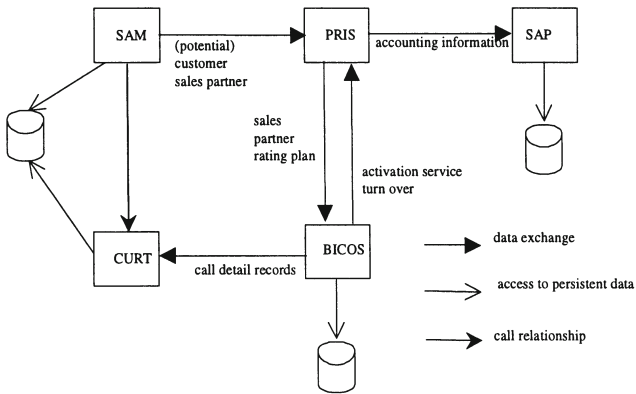 SAM
PRIS
SAP
(potential)
customer
sales partner
accounting information
sales
partner
rating plan
activation service
turn over
CURT
BICOS
call detail records
data exchange
access to persistent data
call relationship